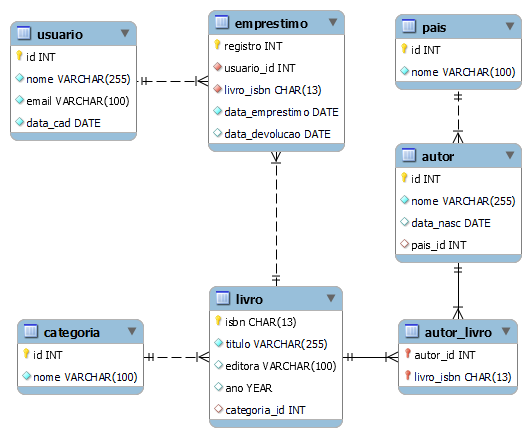 usuario
id INT
nome VARCHAR(255)
email VARCHAR(100)
data_cad DATE
emprestimo
registro INT
usuario_id INT
livro_isbn CHAR(13)
data_emprestimo DATE
data_devolucao DATE
pais
id INT
nome VARCHAR(100)
autor
id INT
nome VARCHAR(255)
data_nasc DATE
pais_id INT
categoria
id INT
nome VARCHAR(100)
livro
isbn CHAR(13)
titulo VARCHAR(255)
editora VARCHAR(100)
ano YEAR
categoria_id INT
autor_livro
autor_id INT
livro_isbn CHAR(13)